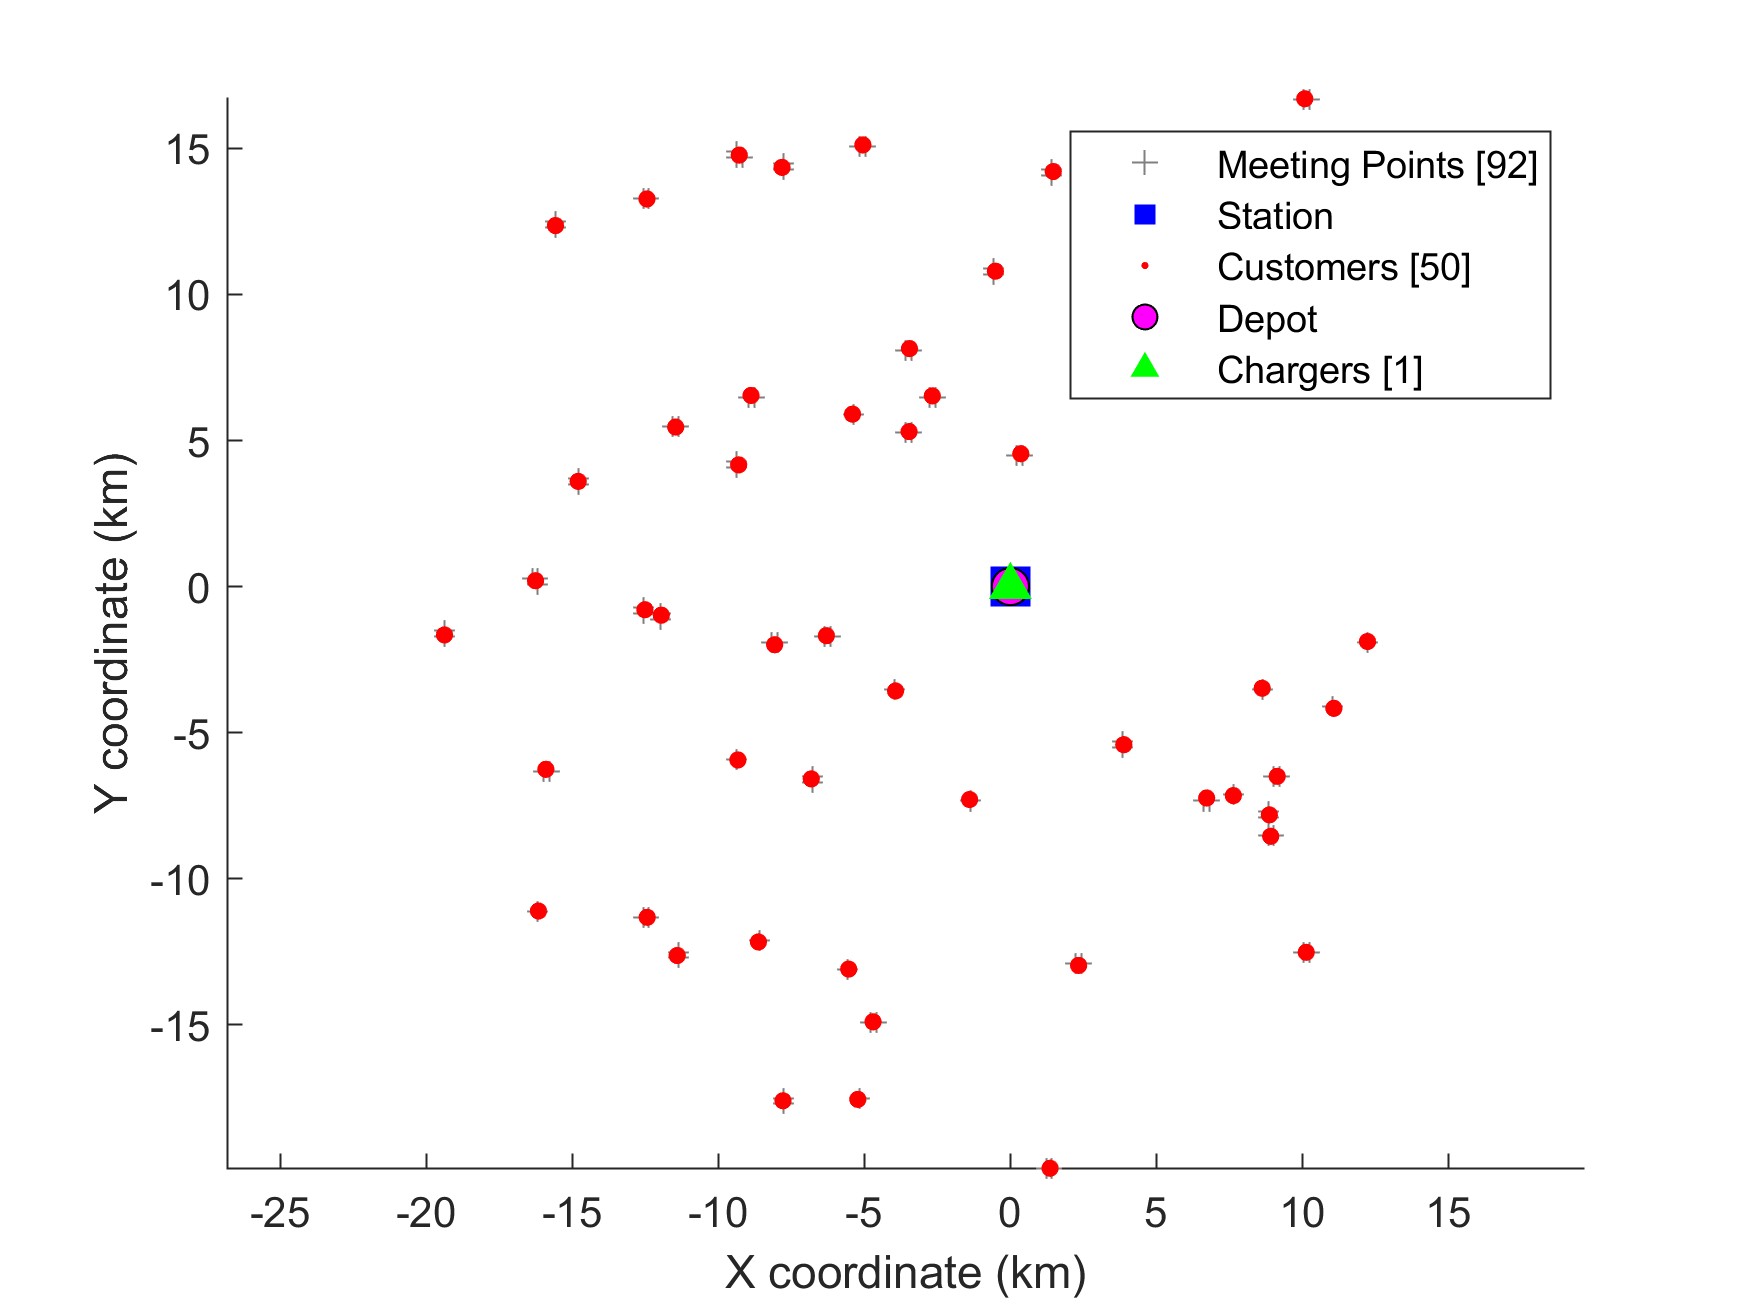 15
10
5
0
-5
-10
-15
Y coordinate (km)
Meeting Points [92]
Station
Customers [50]
Depot
Chargers [1]
-25 -20 -15 -10 -5 0 5 10 15
X coordinate (km)